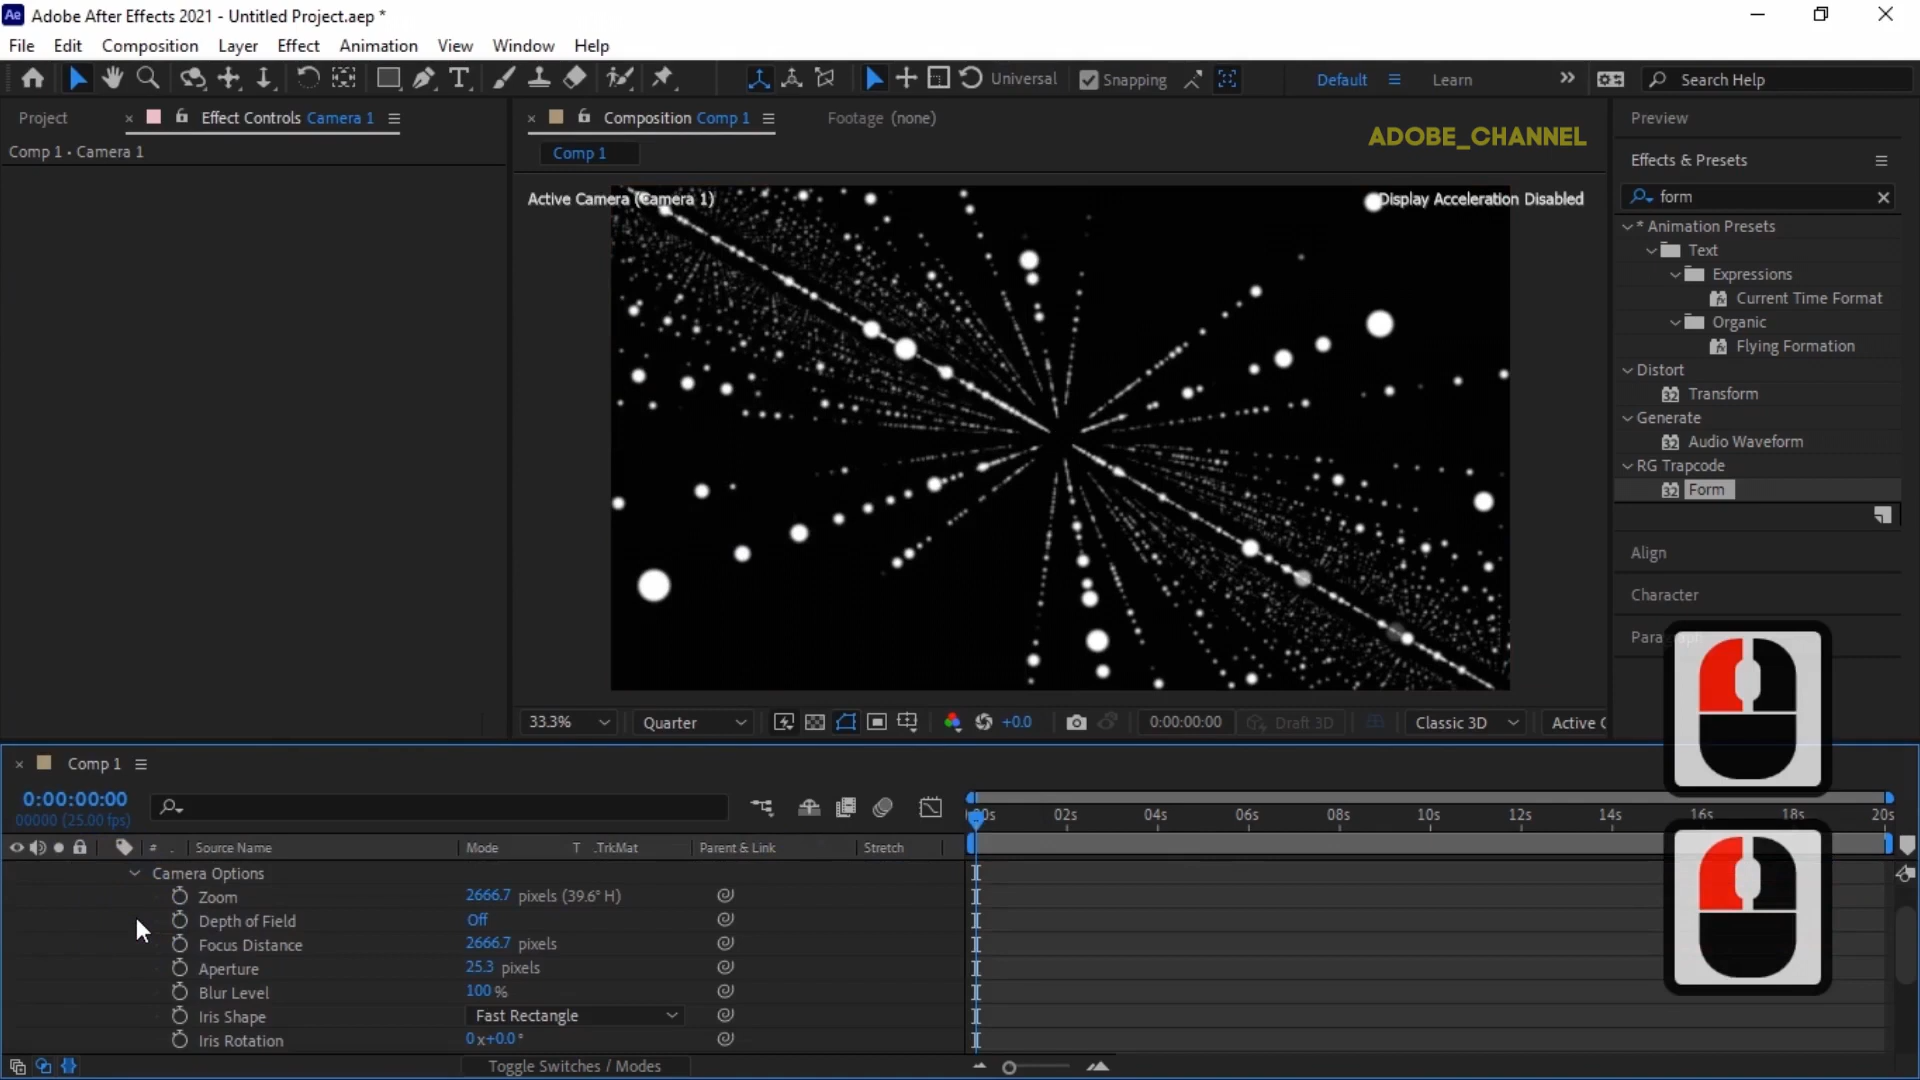 Ae Adobe After Effects 2021 - Untitled Project.aep *
File Edit Composition Layer Effect Animation View Window Help
Universal Snapping Default Learn Search Help
Project Effect Controls Camera 1
Comp 1 • Camera 1
Composition Comp 1 Footage (none)
Comp 1
ADOBE_CHANNEL
Active Camera (Camera 1)
Display Acceleration Disabled
Preview
Effects & Presets
form
* Animation Presets
Text
Expressions
Current Time Format
Organic
Flying Formation
Distort
32 Transform
Generate
32 Audio Waveform
RG Trapcode
32 Form
Align
Character
33.3% Quarter +0.0 0:00:00:00 Draft 3D Classic 3D Active C
Comp 1
0:00:00:00
00000 (25.00 fps)
00s 02s 04s 06s 08s 10s 12s 14s 16s 18s 20s
# . Source Name Mode T .TrkMat Parent & Link Stretch
Camera Options
Zoom 2666.7 pixels (39.6° H)
Depth of Field Off
Focus Distance 2666.7 pixels
Aperture 25.3 pixels
Blur Level 100 %
Iris Shape Fast Rectangle
Iris Rotation 0 x+0.0 °
Toggle Switches / Modes